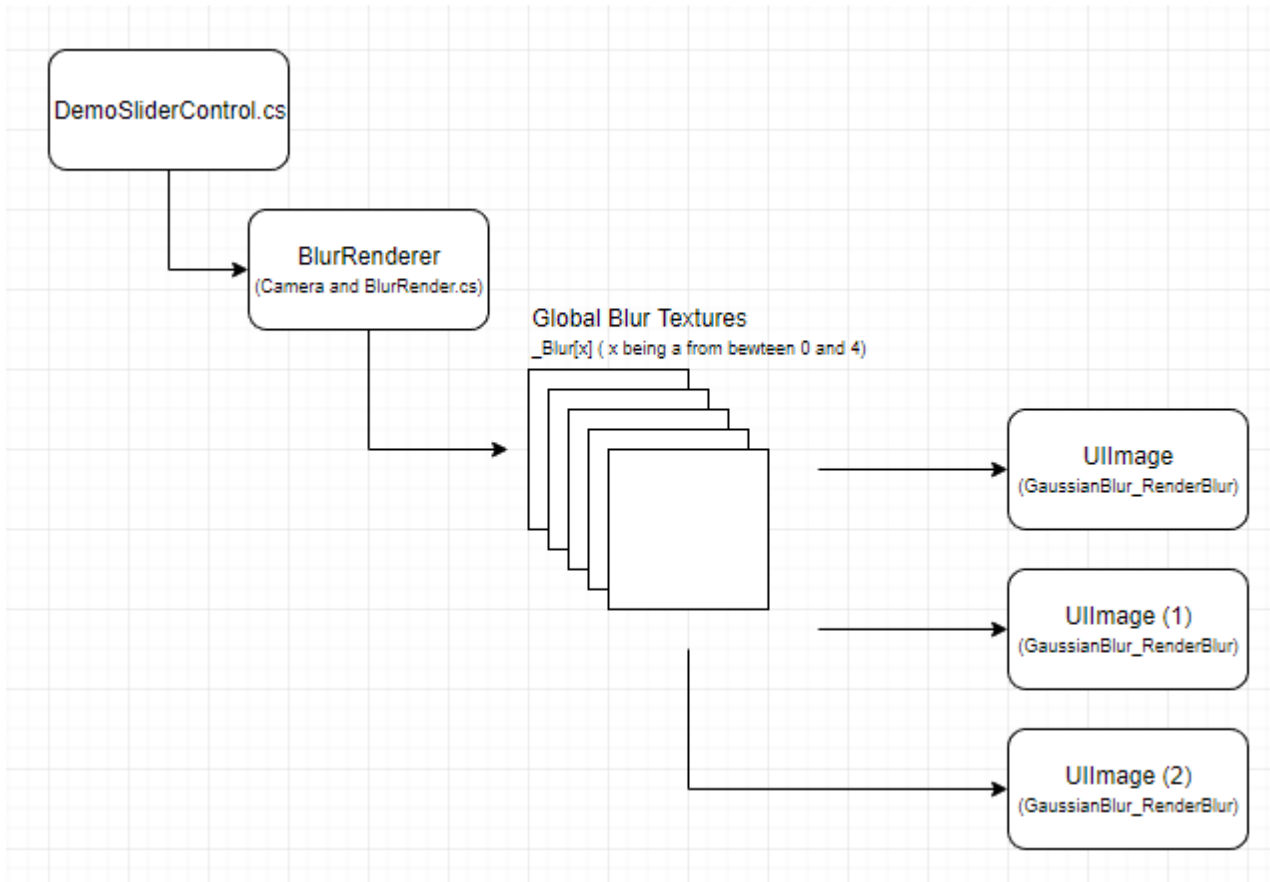 DemoSliderControl.cs
BlurRenderer
(Camera and BlurRender.cs)
Global Blur Textures
_Blur[x] ( x being a from bewteen 0 and 4)
UIImage
(GaussianBlur_RenderBlur)
UIImage (1)
(GaussianBlur_RenderBlur)
UIImage (2)
(GaussianBlur_RenderBlur)